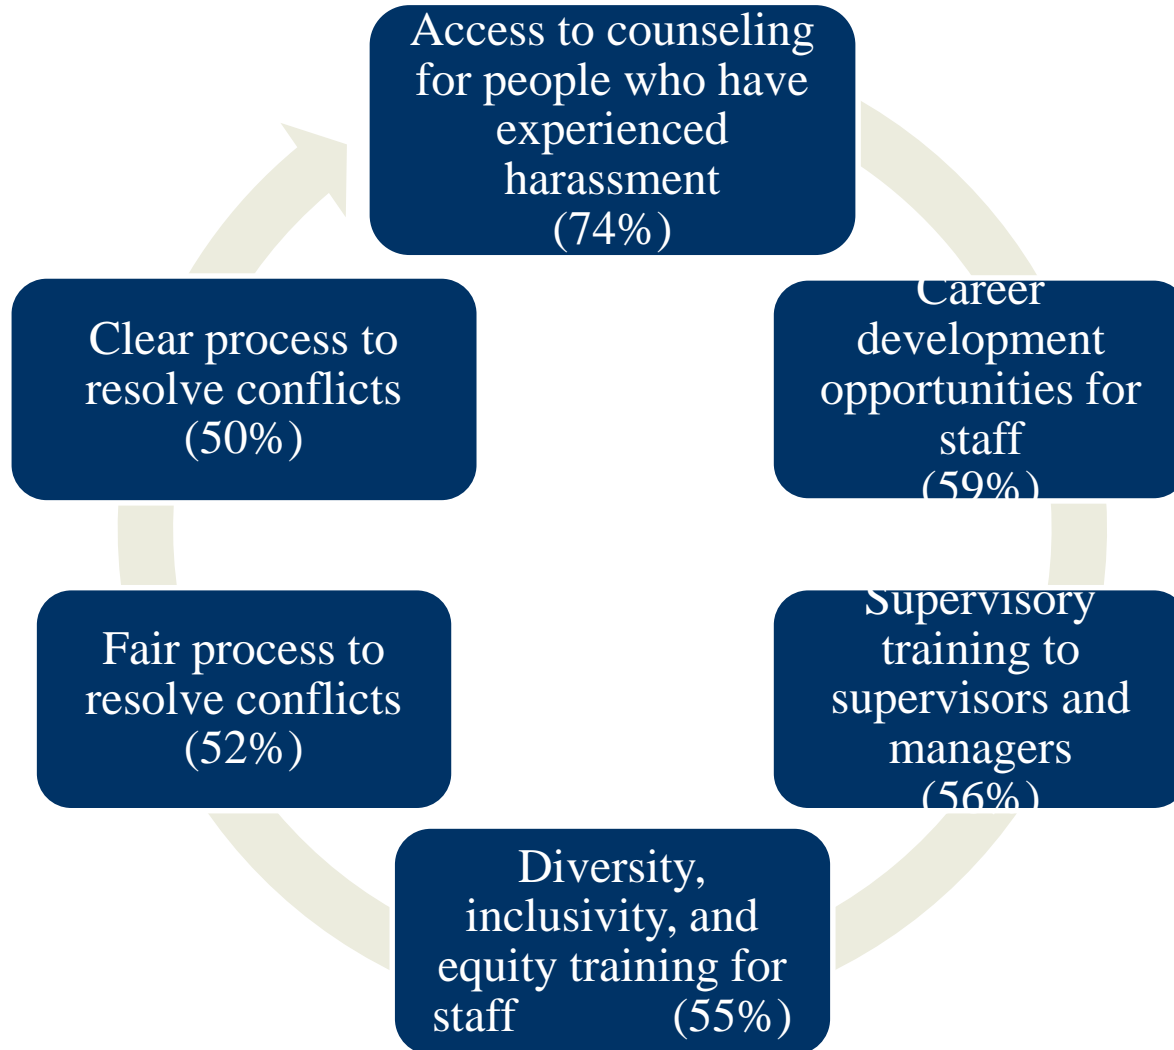 Access to counseling
for people who have
experienced
harassment
(74%)
Career
development
opportunities for
staff
(59%)
Supervisory
training to
supervisors and
managers
(56%)
Diversity,
inclusivity, and
equity training for
staff (55%)
Fair process to
resolve conflicts
(52%)
Clear process to
resolve conflicts
(50%)